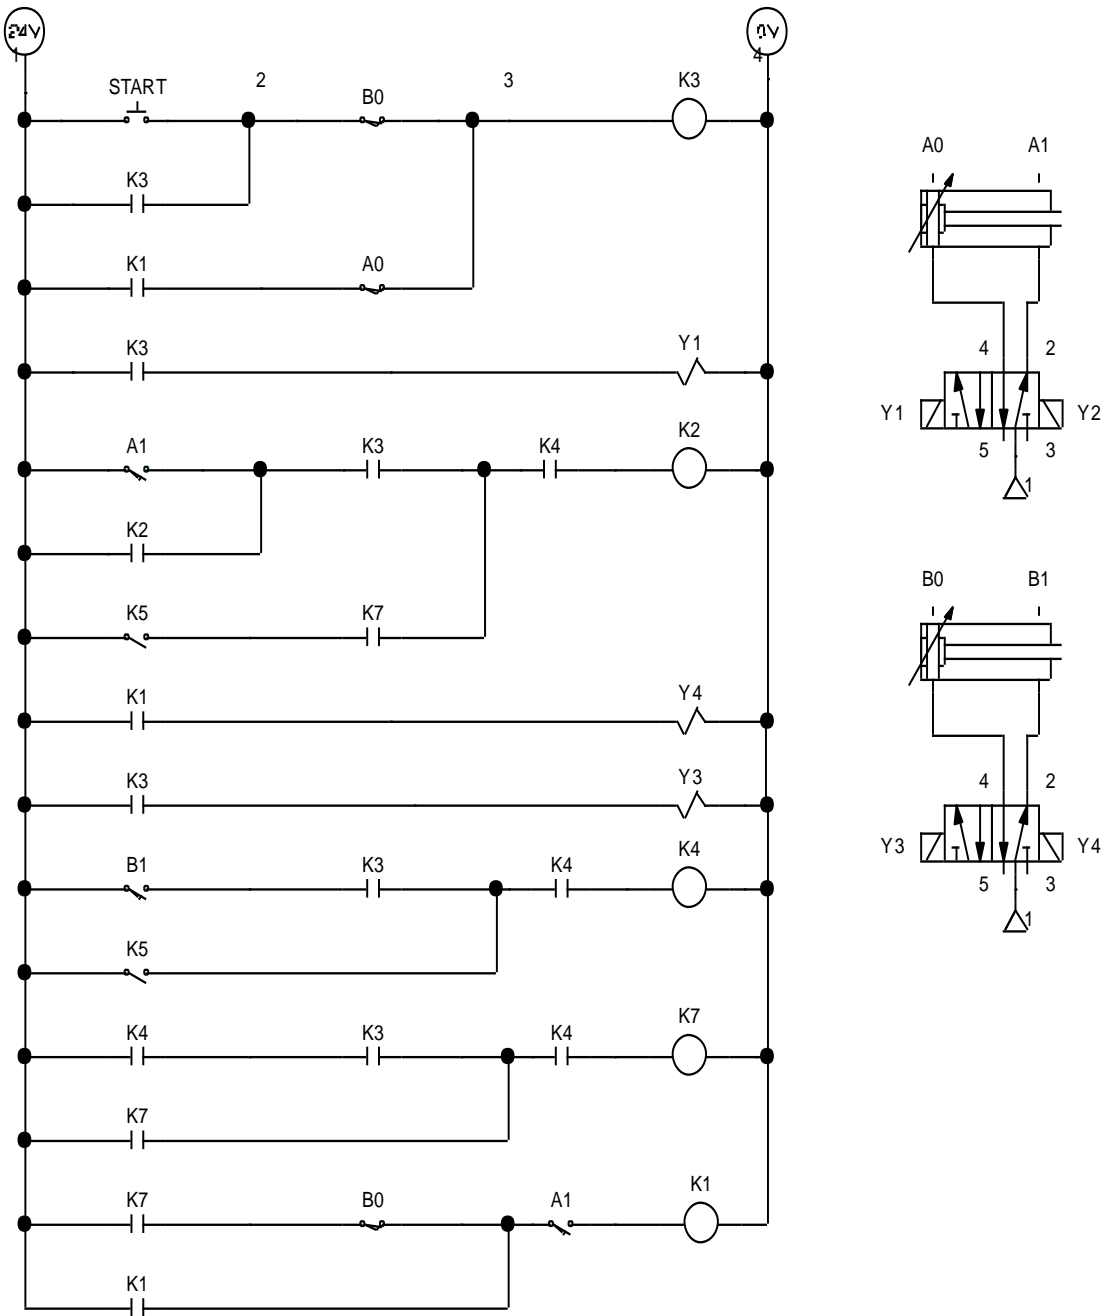 24V 0V
1 4
START 2 B0 3 K3
K3
K1 A0
K3 Y1
A1 K3 K4 K2
K2
K5 K7
K1 Y4
K3 Y3
B1 K3 K4 K4
K5
K4 K3 K4 K7
K7
K7 B0 A1 K1
K1
A0 A1
4 2
Y1 Y2
5 3
1
B0 B1
4 2
Y3 Y4
5 3
1